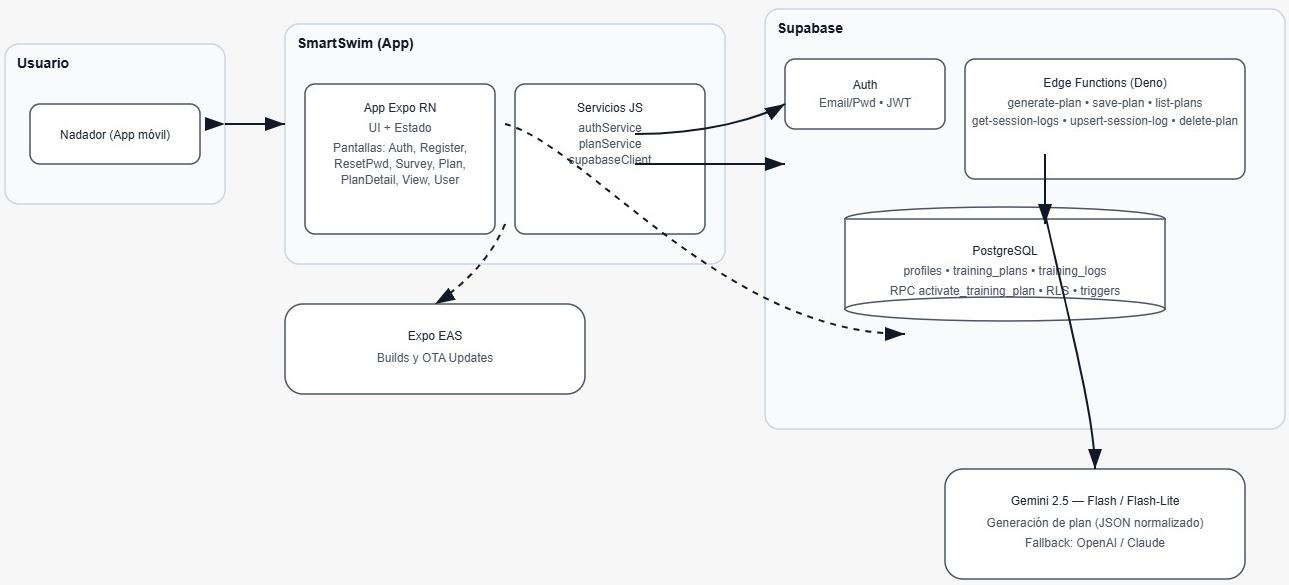 Usuario
Nadador (App móvil)
SmartSwim (App)
App Expo RN
UI + Estado
Pantallas: Auth, Register,
ResetPwd, Survey, Plan,
PlanDetail, View, User
Servicios JS
authService
planService
supabaseClient
Expo EAS
Builds y OTA Updates
Supabase
Auth
Email/Pwd • JWT
Edge Functions (Deno)
generate-plan • save-plan • list-plans
get-session-logs • upsert-session-log • delete-plan
PostgreSQL
profiles • training_plans • training_logs
RPC activate_training_plan • RLS • triggers
Gemini 2.5 — Flash / Flash-Lite
Generación de plan (JSON normalizado)
Fallback: OpenAI / Claude